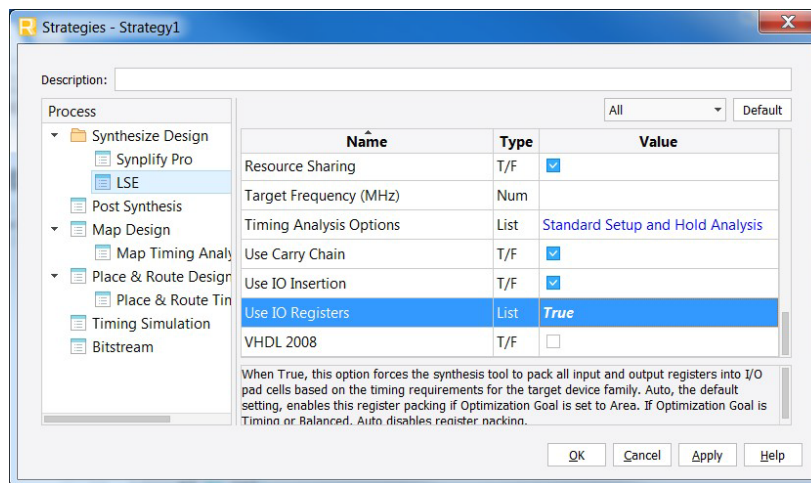 Strategies - Strategy1
Description:
Process
All
Default
Synthesize Design
Synplify Pro
LSE
Post Synthesis
Map Design
Map Timing Analy
Place & Route Design
Place & Route Tin
Timing Simulation
Bitstream
Name Type Value
Resource Sharing T/F
Target Frequency (MHz) Num
Timing Analysis Options List Standard Setup and Hold Analysis
Use Carry Chain T/F
Use IO Insertion T/F
Use IO Registers List True
VHDL 2008 T/F
When True, this option forces the synthesis tool to pack all input and output registers into I/O
pad cells based on the timing requirements for the target device family. Auto, the default
setting, enables this register packing if Optimization Goal is set to Area. If Optimization Goal is
Timing or Balanced, Auto disables register packing.
OK Cancel Apply Help